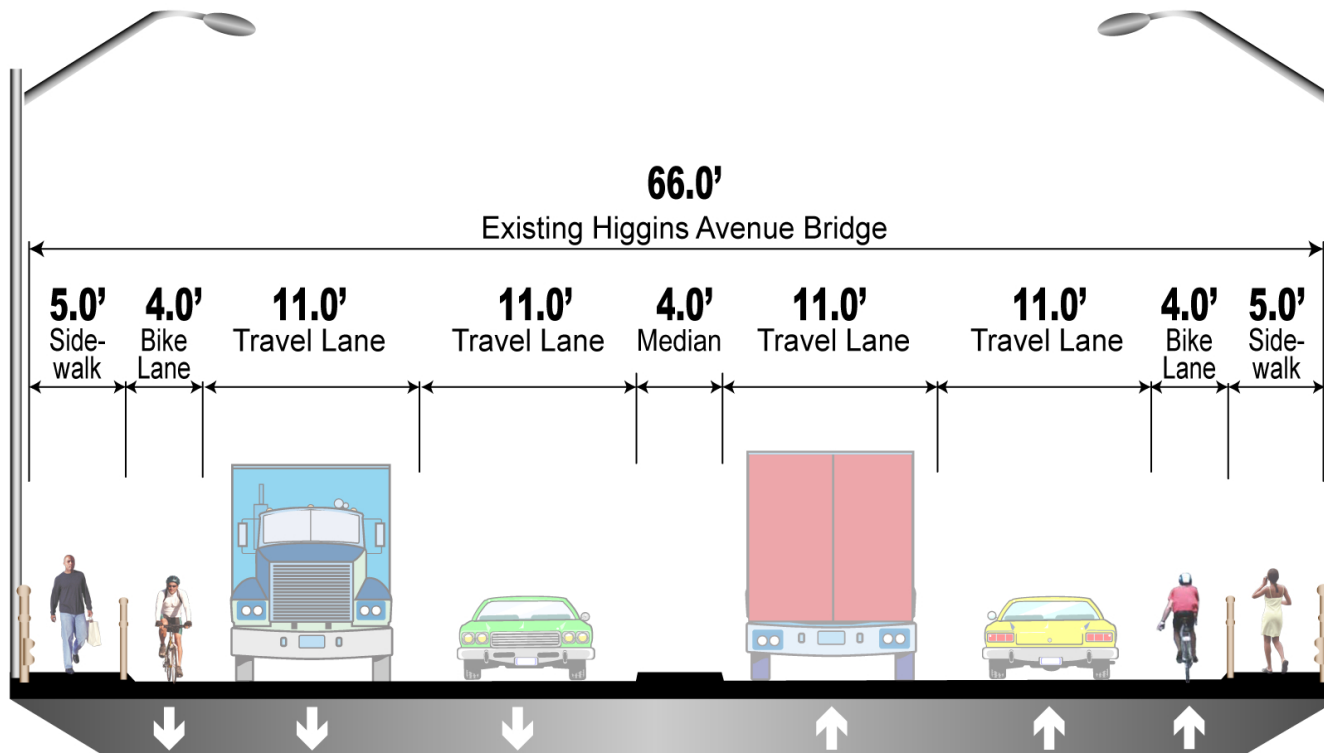 66.0’
Existing Higgins Avenue Bridge
5.0’
Side-
walk
4.0’
Bike
Lane
11.0’
Travel Lane
11.0’
Travel Lane
4.0’
Median
11.0’
Travel Lane
11.0’
Travel Lane
4.0’
Bike
Lane
5.0’
Side-
walk